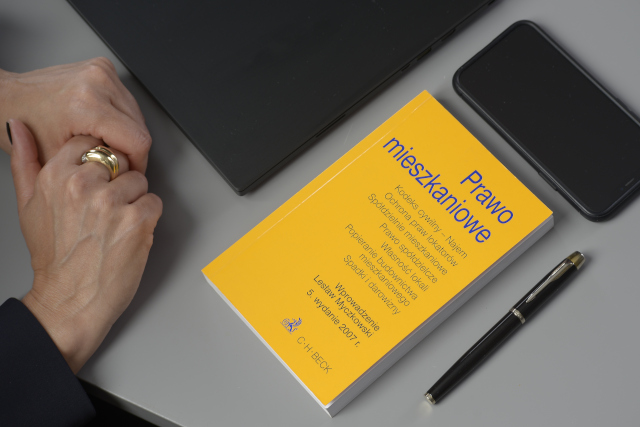 Prawo
mieszkaniowe
Kodeks cywilny – Najem
Ochrona praw lokatorów
Spółdzielnie mieszkaniowe
Prawo spółdzielcze
Własność lokali
Popieranie budownictwa
mieszkaniowego
Spadki i darowizny
Wprowadzenie
Lesław Myczkowski
5. wydanie 2007 r.
C·H·BECK